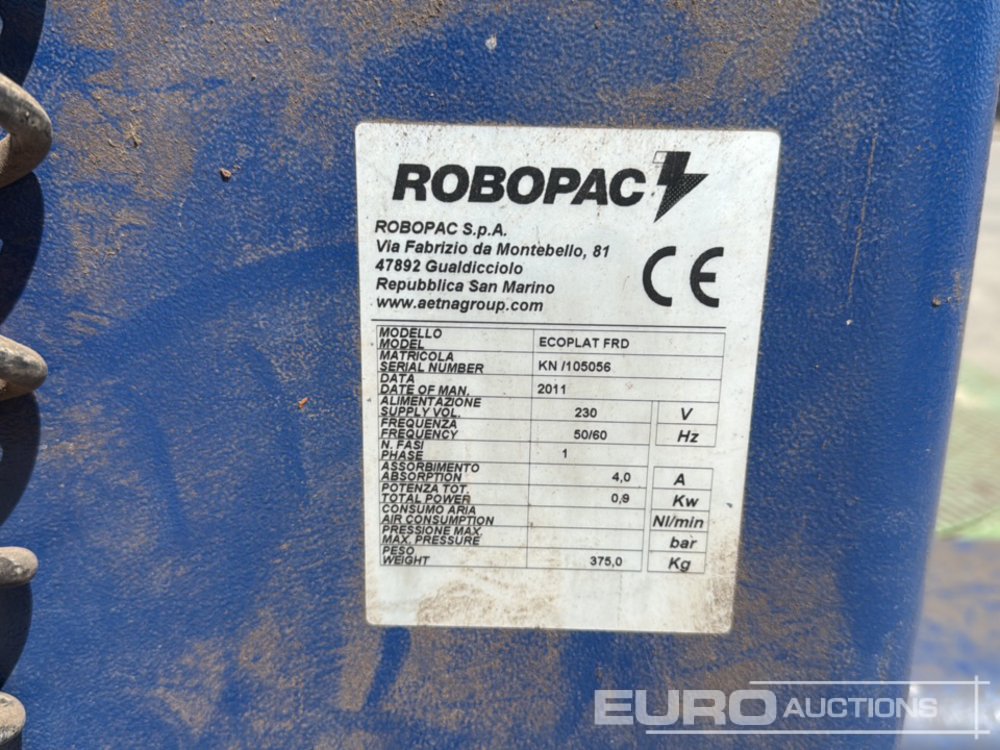 ROBOPAC
ROBOPAC S.p.A.
Via Fabrizio da Montebello, 81
47892 Gualdicciolo
Repubblica San Marino
www.aetnagroup.com
CE
MODELLO
MODEL ECOPLAT FRD
MATRICOLA
SERIAL NUMBER KN /105056
DATA
DATE OF MAN. 2011
ALIMENTAZIONE
SUPPLY VOL. 230 V
FREQUENZA
FREQUENCY 50/60 Hz
N. FASI
PHASE 1
ASSORBIMENTO
ABSORPTION 4,0 A
POTENZA TOT.
TOTAL POWER 0,9 Kw
CONSUMO ARIA
AIR CONSUMPTION Nl/min
PRESSIONE MAX.
MAX. PRESSURE bar
PESO
WEIGHT 375,0 Kg
EURO AUCTIONS